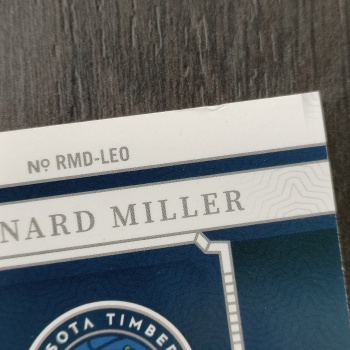 Nº RMD-LEO
NARD MILLER
SOTA TIMBER